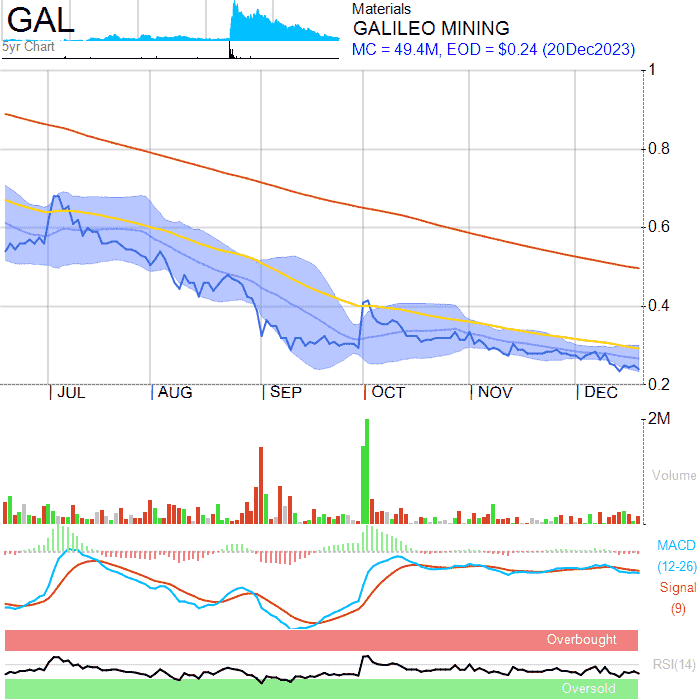 GAL
5yr Chart
Materials
GALILEO MINING
MC = 49.4M, EOD = $0.24 (20Dec2023)
1
0.8
0.6
0.4
0.2
JUL AUG SEP OCT NOV DEC
2M
Volume
MACD
(12-26)
Signal
(9)
Overbought
RSI(14)
Oversold